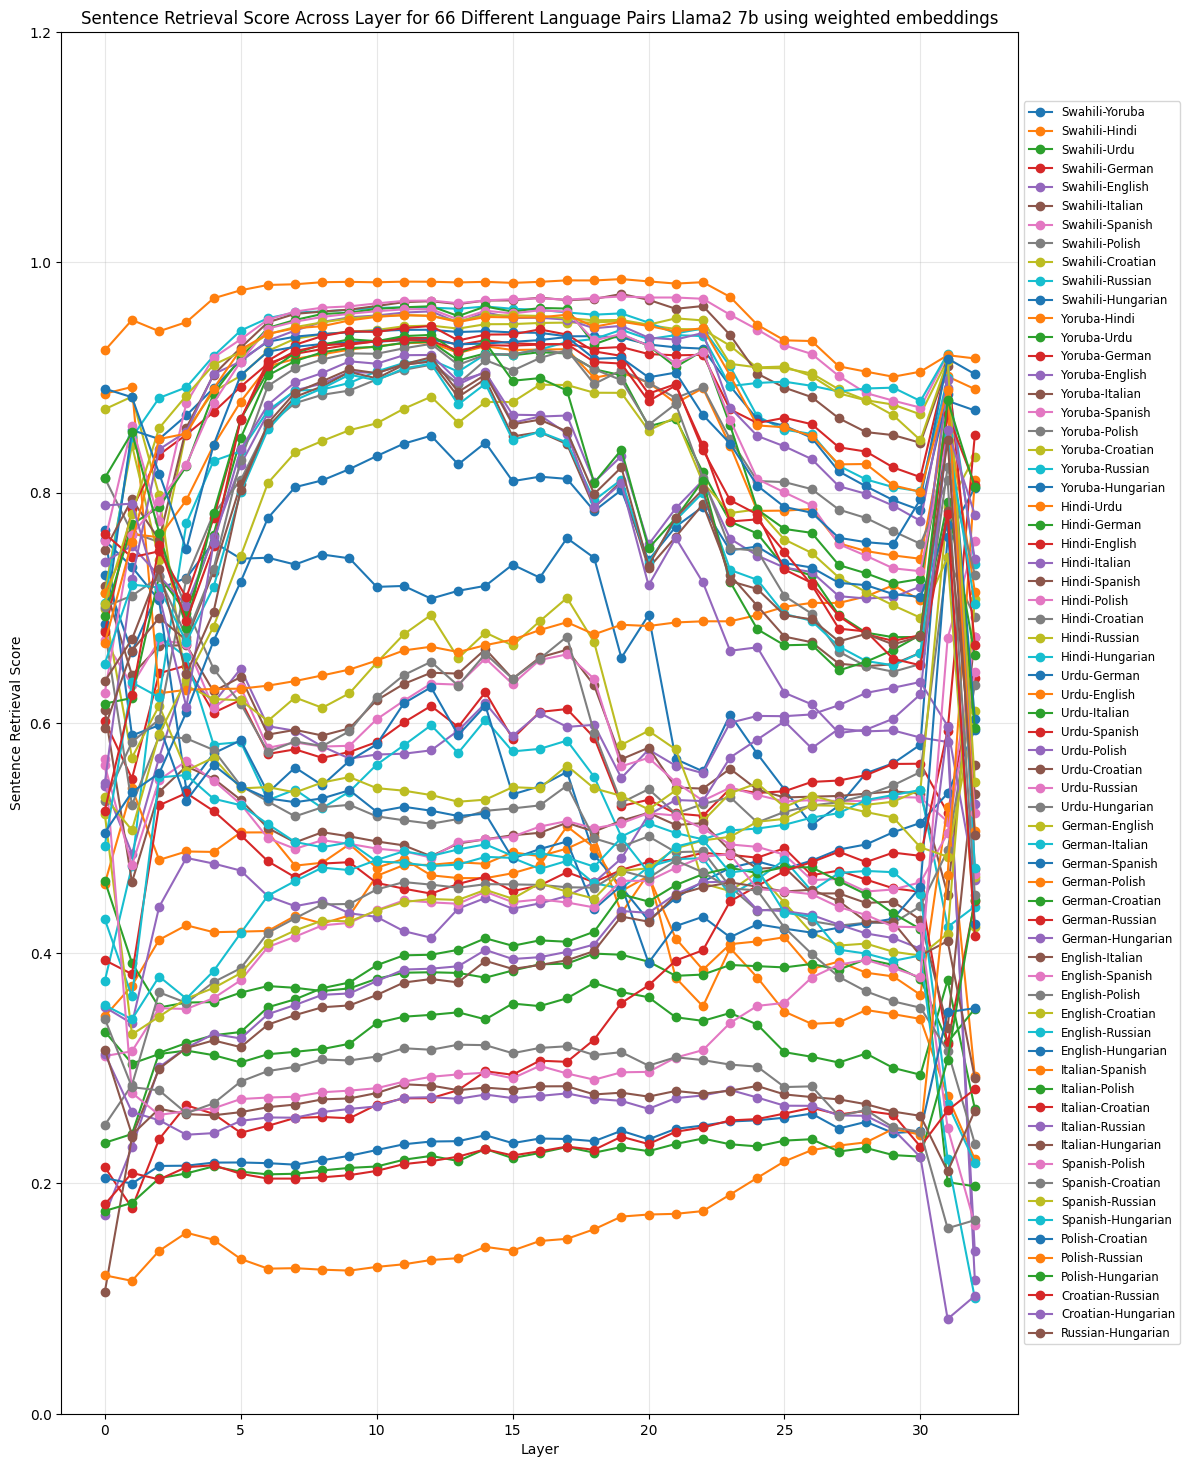 Sentence Retrieval Score Across Layer for 66 Different Language Pairs Llama2 7b using weighted embeddings
1.2
1.0
0.8
0.6
0.4
0.2
0.0
Sentence Retrieval Score
0 5 10 15 20 25 30
Layer
Swahili-Yoruba
Swahili-Hindi
Swahili-Urdu
Swahili-German
Swahili-English
Swahili-Italian
Swahili-Spanish
Swahili-Polish
Swahili-Croatian
Swahili-Russian
Swahili-Hungarian
Yoruba-Hindi
Yoruba-Urdu
Yoruba-German
Yoruba-English
Yoruba-Italian
Yoruba-Spanish
Yoruba-Polish
Yoruba-Croatian
Yoruba-Russian
Yoruba-Hungarian
Hindi-Urdu
Hindi-German
Hindi-English
Hindi-Italian
Hindi-Spanish
Hindi-Polish
Hindi-Croatian
Hindi-Russian
Hindi-Hungarian
Urdu-German
Urdu-English
Urdu-Italian
Urdu-Spanish
Urdu-Polish
Urdu-Croatian
Urdu-Russian
Urdu-Hungarian
German-English
German-Italian
German-Spanish
German-Polish
German-Croatian
German-Russian
German-Hungarian
English-Italian
English-Spanish
English-Polish
English-Croatian
English-Russian
English-Hungarian
Italian-Spanish
Italian-Polish
Italian-Croatian
Italian-Russian
Italian-Hungarian
Spanish-Polish
Spanish-Croatian
Spanish-Russian
Spanish-Hungarian
Polish-Croatian
Polish-Russian
Polish-Hungarian
Croatian-Russian
Croatian-Hungarian
Russian-Hungarian